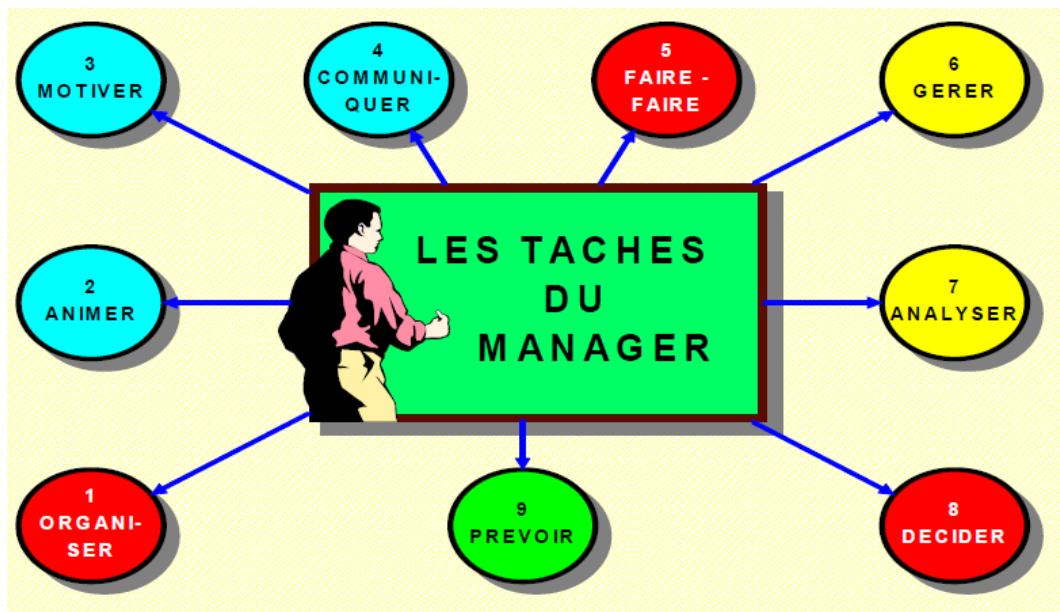 3
MOTIVER
4
COMMUNI-
QUER
5
FAIRE -
FAIRE
6
GERER
LES TACHES
DU
MANAGER
2
ANIMER
7
ANALYSER
1
ORGANI-
SER
9
PREVOIR
8
DECIDER